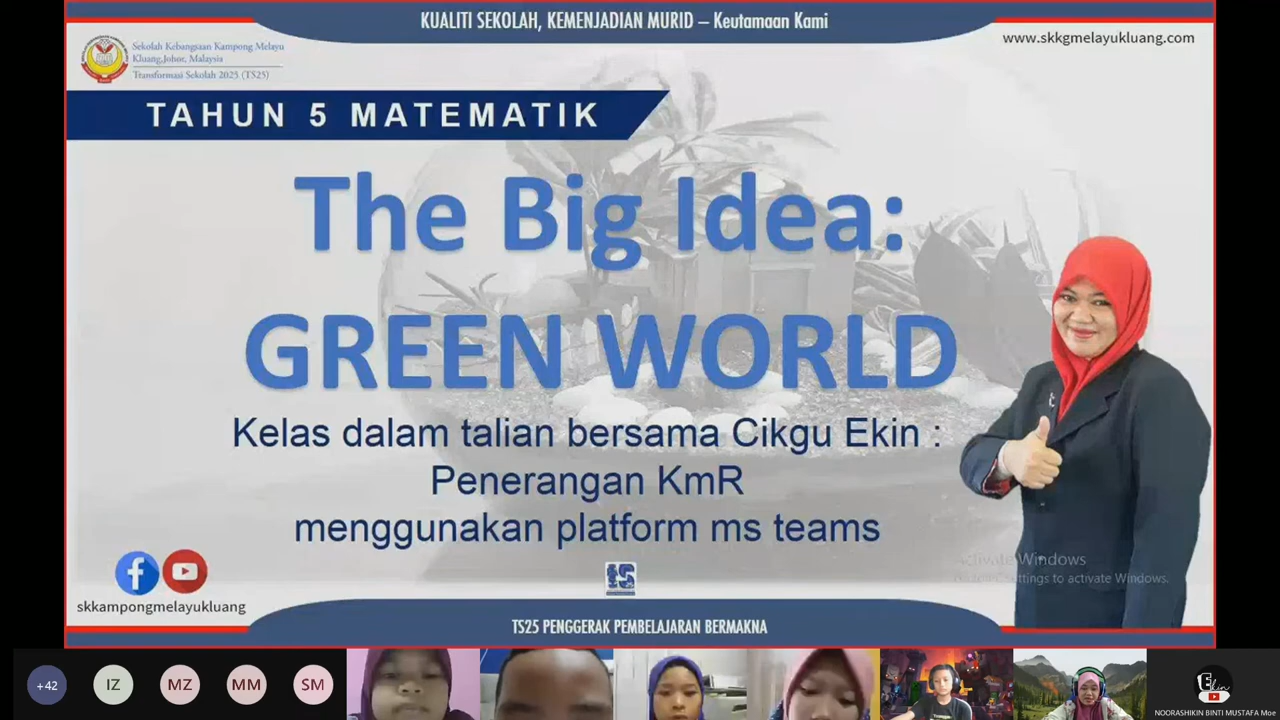 KUALITI SEKOLAH, KEMENJADIAN MURID – Keutamaan Kami
Sekolah Kebangsaan Kampong Melayu
Kluang,Johor, Malaysia
Transformasi Sekolah 2025 (TS25)
www.skkgmelayukluang.com
TAHUN 5 MATEMATIK
The Big Idea:
GREEN WORLD
Kelas dalam talian bersama Cikgu Ekin :
Penerangan KmR
menggunakan platform ms teams
skkampongmelayukluang
Activate Windows
settings to activate Windows.
TS25 PENGGERAK PEMBELAJARAN BERMAKNA
+42
IZ
MZ
MM
SM
Ekin
NOORASHIKIN BINTI MUSTAFA Moe